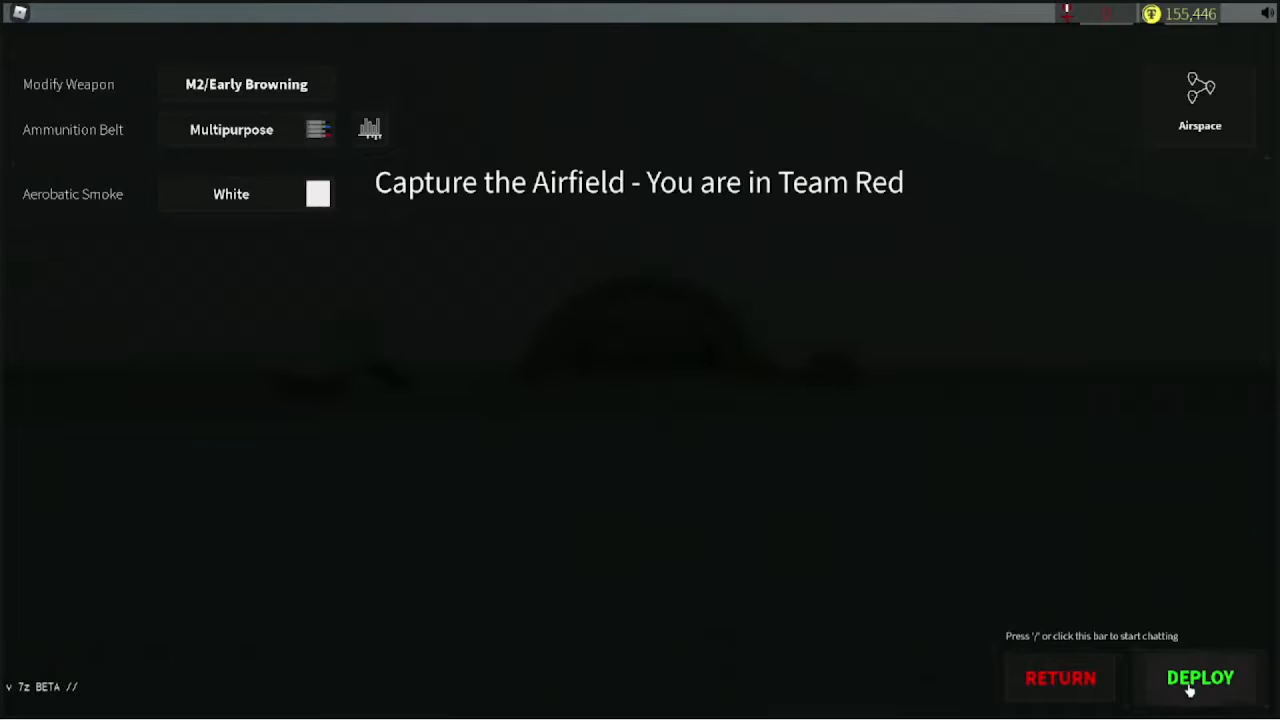 155,446
Modify Weapon M2/Early Browning
Airspace
Ammunition Belt Multipurpose
Aerobatic Smoke White
Capture the Airfield - You are in Team Red
Press '/' or click this bar to start chatting
RETURN DEPLOY
v 7z BETA //